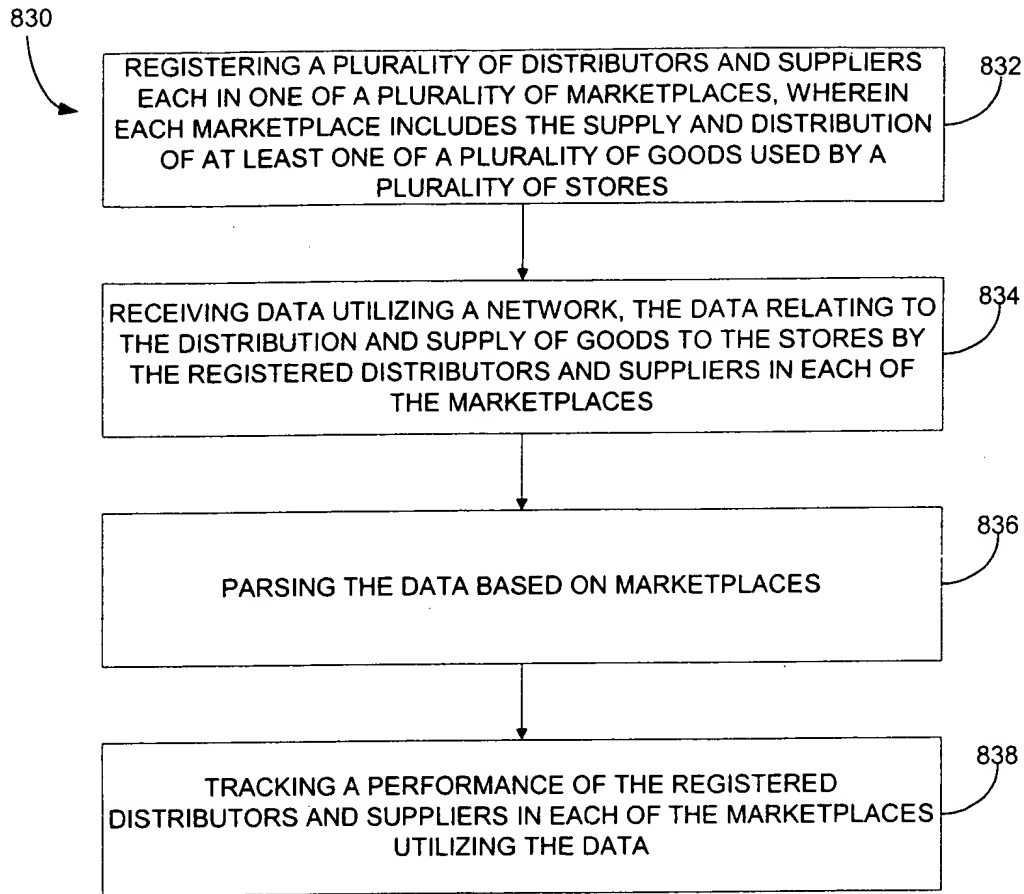 830
REGISTERING A PLURALITY OF DISTRIBUTORS AND SUPPLIERS
EACH IN ONE OF A PLURALITY OF MARKETPLACES, WHEREIN
EACH MARKETPLACE INCLUDES THE SUPPLY AND DISTRIBUTION
OF AT LEAST ONE OF A PLURALITY OF GOODS USED BY A
PLURALITY OF STORES
832
RECEIVING DATA UTILIZING A NETWORK, THE DATA RELATING TO
THE DISTRIBUTION AND SUPPLY OF GOODS TO THE STORES BY
THE REGISTERED DISTRIBUTORS AND SUPPLIERS IN EACH OF
THE MARKETPLACES
834
PARSING THE DATA BASED ON MARKETPLACES
836
TRACKING A PERFORMANCE OF THE REGISTERED
DISTRIBUTORS AND SUPPLIERS IN EACH OF THE MARKETPLACES
UTILIZING THE DATA
838